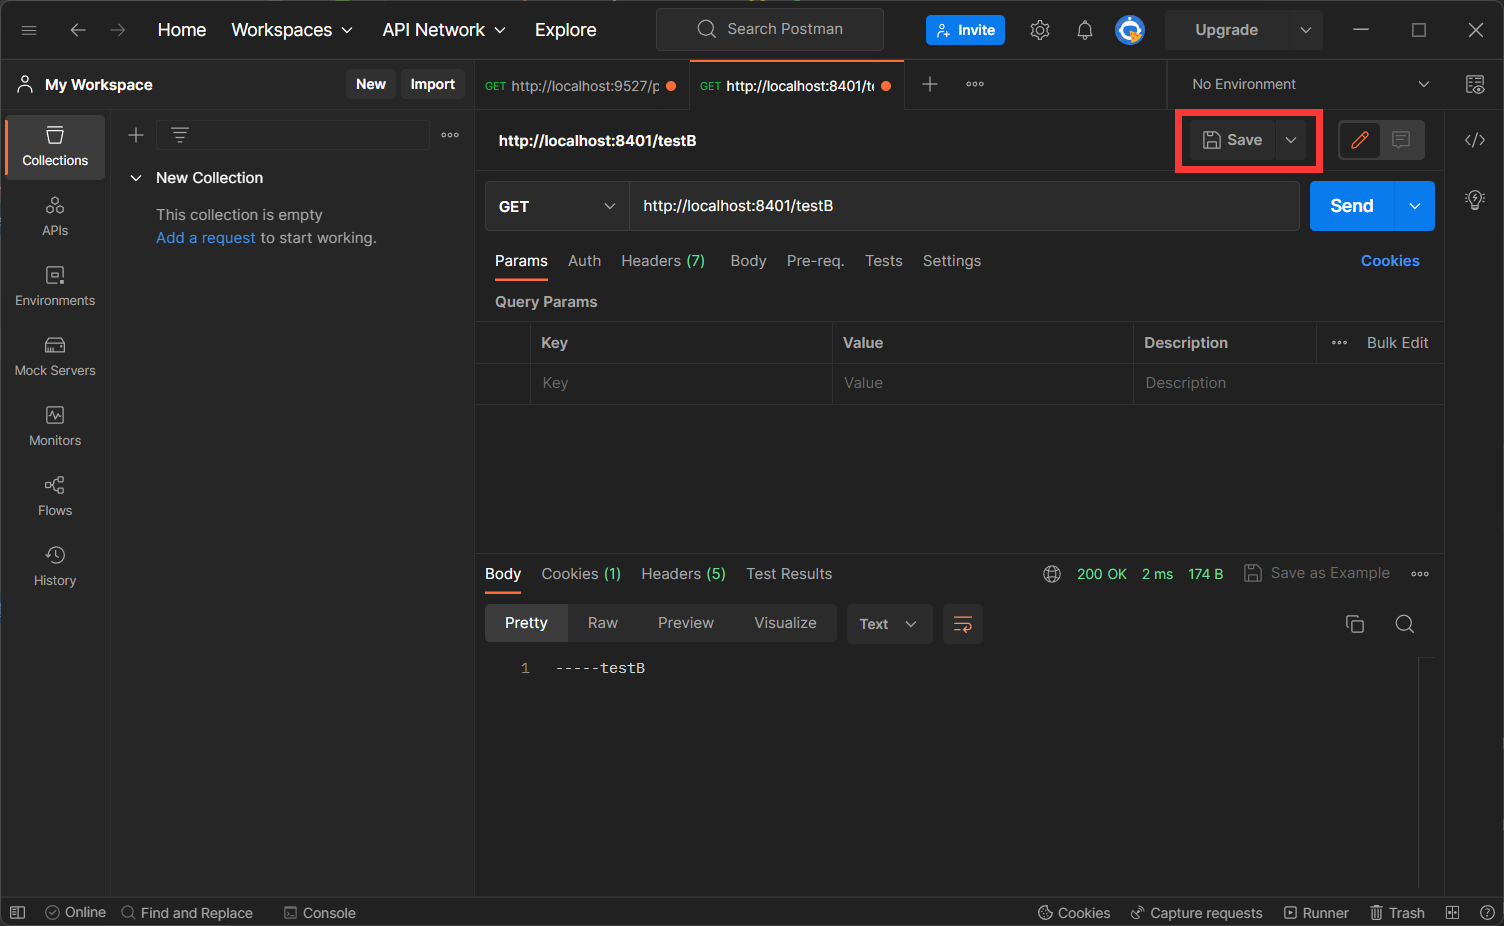 Home Workspaces API Network Explore Search Postman Invite Upgrade
My Workspace New Import GET http://localhost:9527/p GET http://localhost:8401/te No Environment
Collections
APIs
Environments
Mock Servers
Monitors
Flows
History
New Collection
This collection is empty
Add a request to start working.
http://localhost:8401/testB Save
GET http://localhost:8401/testB Send
Params Auth Headers (7) Body Pre-req. Tests Settings Cookies
Query Params
Key Value Description Bulk Edit
Key Value Description
Body Cookies (1) Headers (5) Test Results 200 OK 2 ms 174 B Save as Example
Pretty Raw Preview Visualize Text
1 -----testB
Online Find and Replace Console Cookies Capture requests Runner Trash